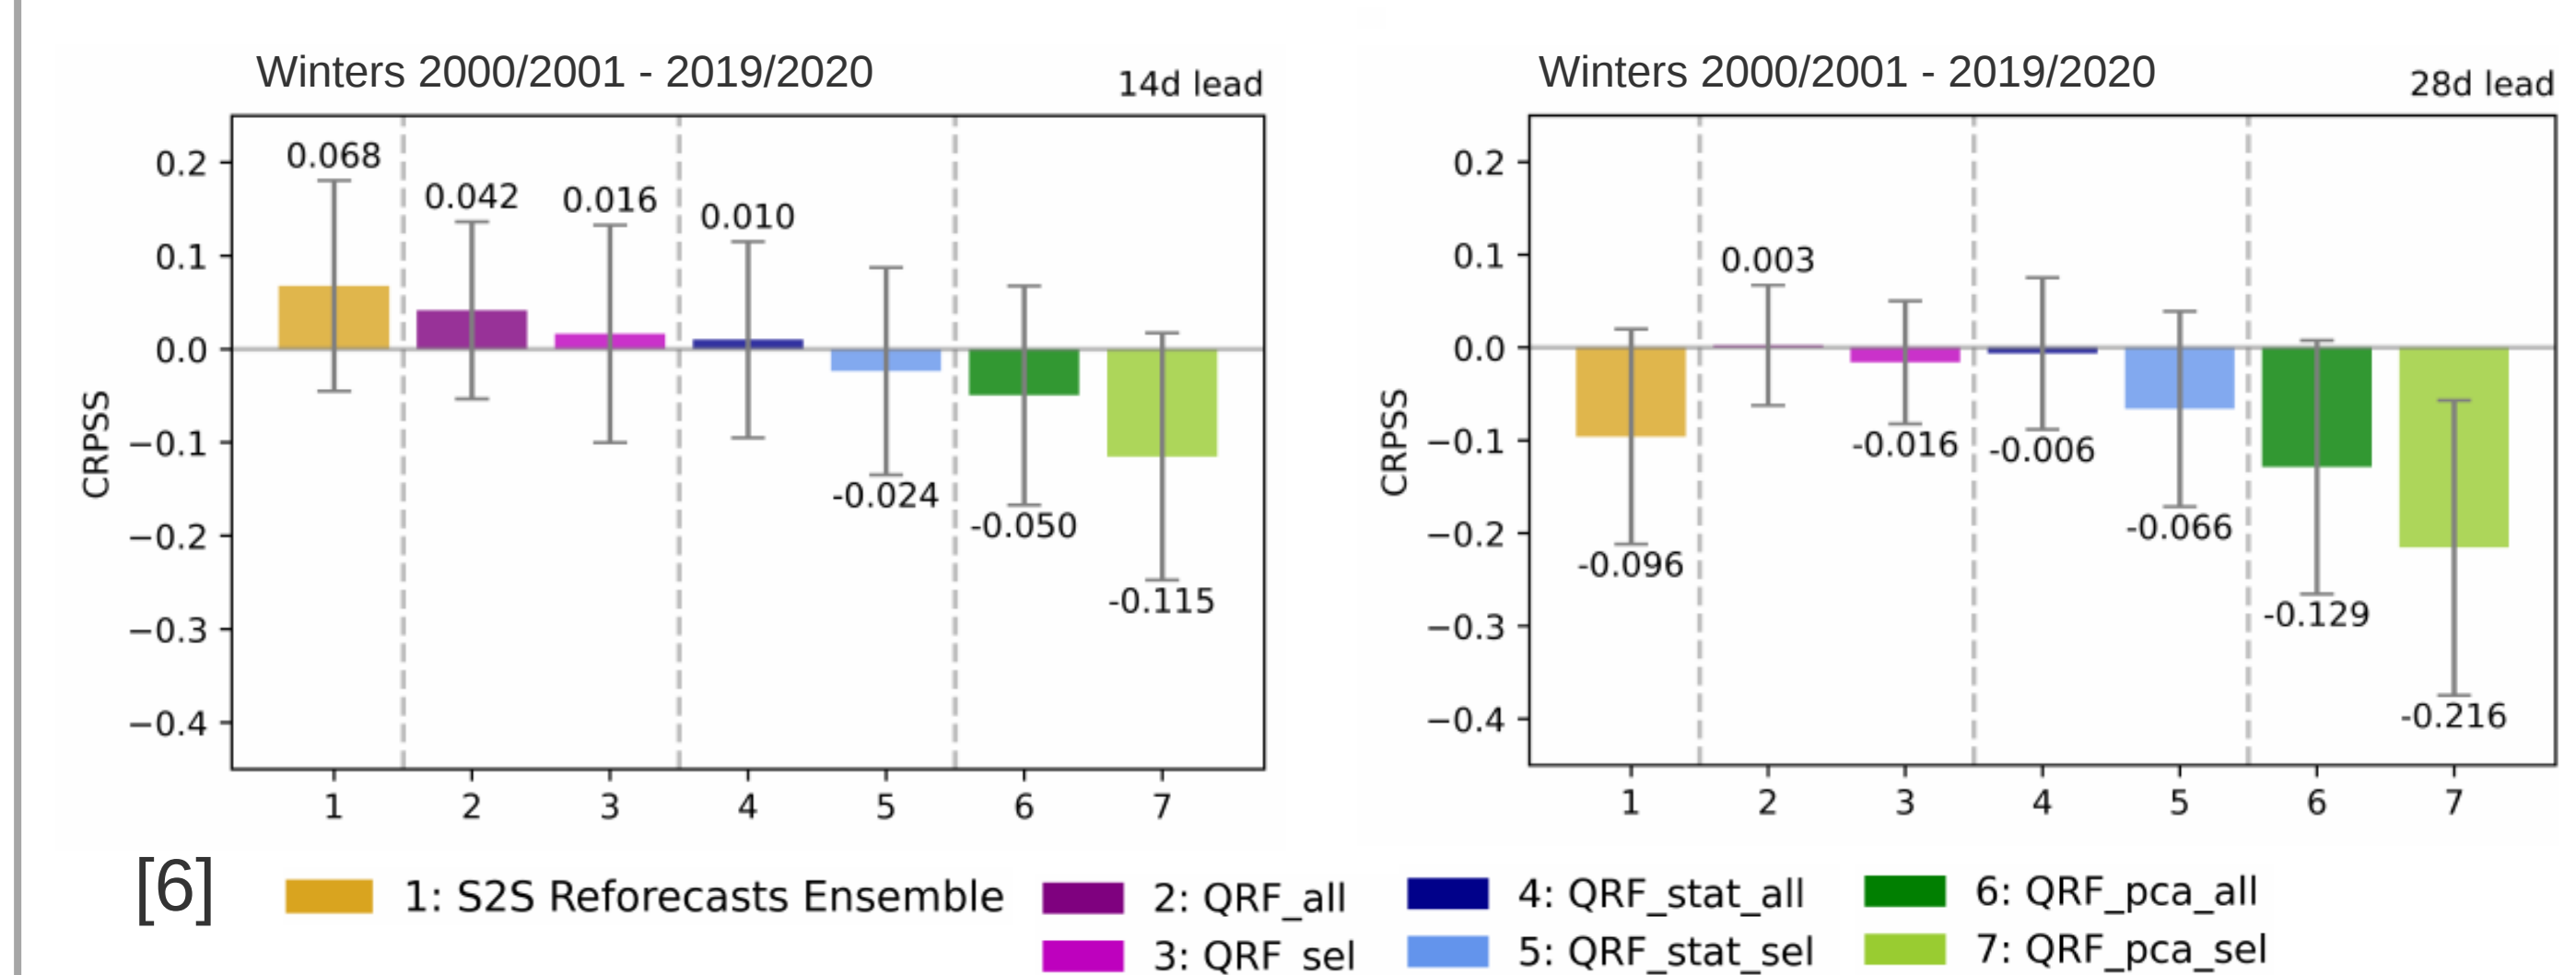 Winters 2000/2001 - 2019/2020
14d lead
0.2
0.1
0.0
−0.1
−0.2
−0.3
−0.4
CRPSS
0.068
0.042
0.016
0.010
-0.024
-0.050
-0.115
1 2 3 4 5 6 7
Winters 2000/2001 - 2019/2020
28d lead
0.2
0.1
0.0
−0.1
−0.2
−0.3
−0.4
CRPSS
-0.096
0.003
-0.016
-0.006
-0.066
-0.129
-0.216
1 2 3 4 5 6 7
[6]
1: S2S Reforecasts Ensemble
2: QRF_all
3: QRF_sel
4: QRF_stat_all
5: QRF_stat_sel
6: QRF_pca_all
7: QRF_pca_sel